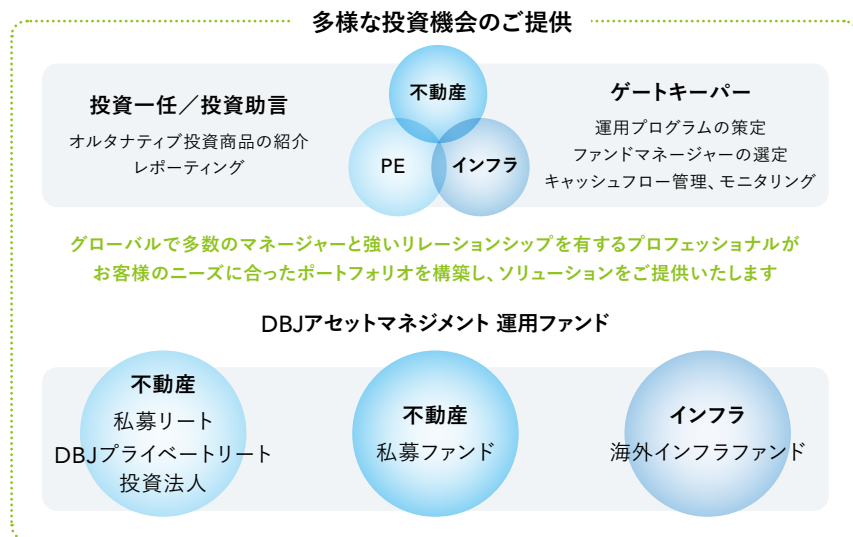 多様な投資機会のご提供
投資一任／投資助言
オルタナティブ投資商品の紹介
レポーティング
不動産
PE
インフラ
ゲートキーパー
運用プログラムの策定
ファンドマネージャーの選定
キャッシュフロー管理、モニタリング
グローバルで多数のマネージャーと強いリレーションシップを有するプロフェッショナルが
お客様のニーズに合ったポートフォリオを構築し、ソリューションをご提供いたします
DBJアセットマネジメント 運用ファンド
不動産
私募リート
DBJプライベートリート
投資法人
不動産
私募ファンド
インフラ
海外インフラファンド